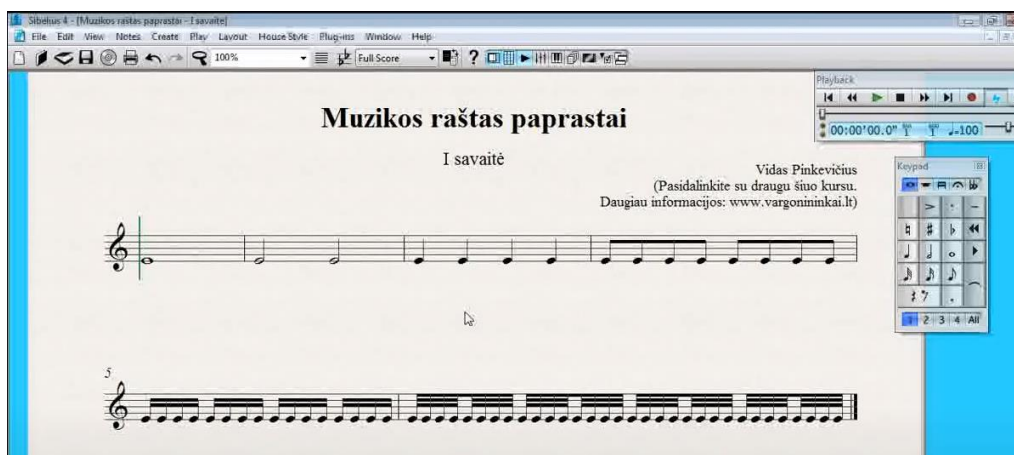 Sibelius 4 - [Muzikos raštas paprastai - I savaite]
File Edit View Notes Create Play Layout House Style Plug-ins Window Help
100% Full Score
Playback
00:00'00.0" =100
Muzikos raštas paprastai
I savaitė
Vidas Pinkevičius
(Pasidalinkite su draugu šiuo kursu.
Daugiau informacijos: www.vargonininkai.lt)
Keypad
1 2 3 4 All
5